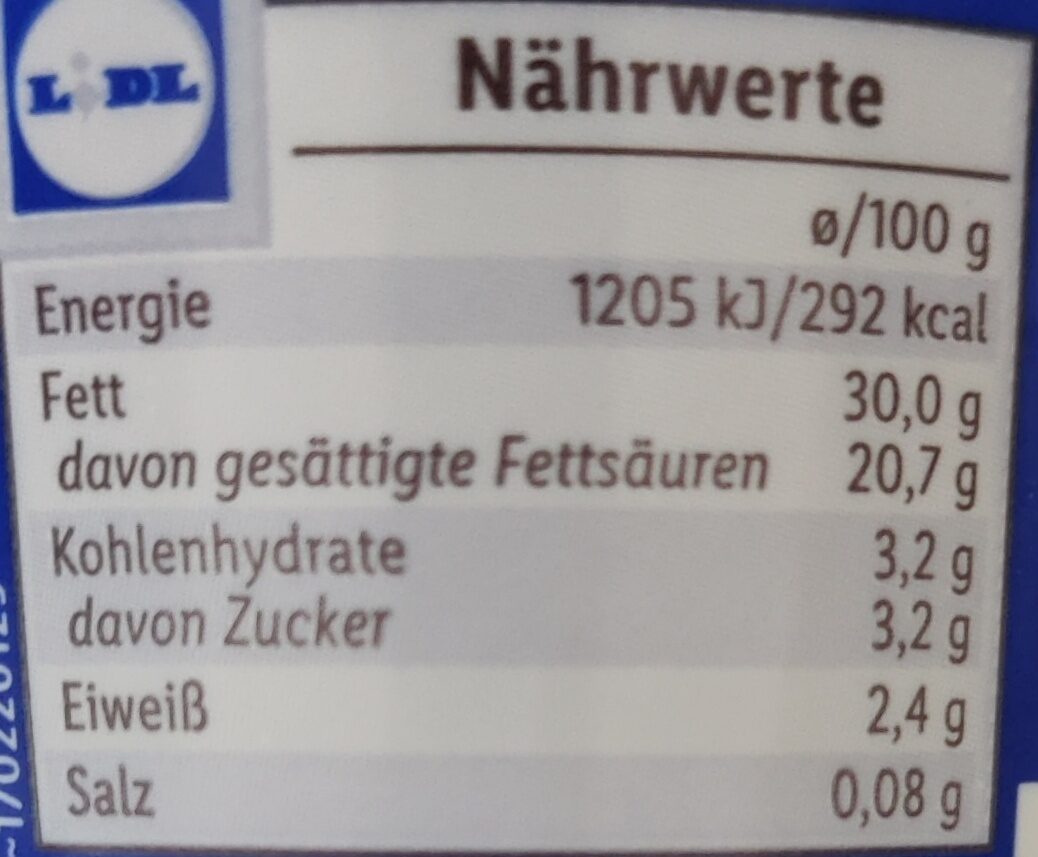 LIDL
Nährwerte
ø/100 g
Energie 1205 kJ/292 kcal
Fett 30,0 g
davon gesättigte Fettsäuren 20,7 g
Kohlenhydrate 3,2 g
davon Zucker 3,2 g
Eiweiß 2,4 g
Salz 0,08 g